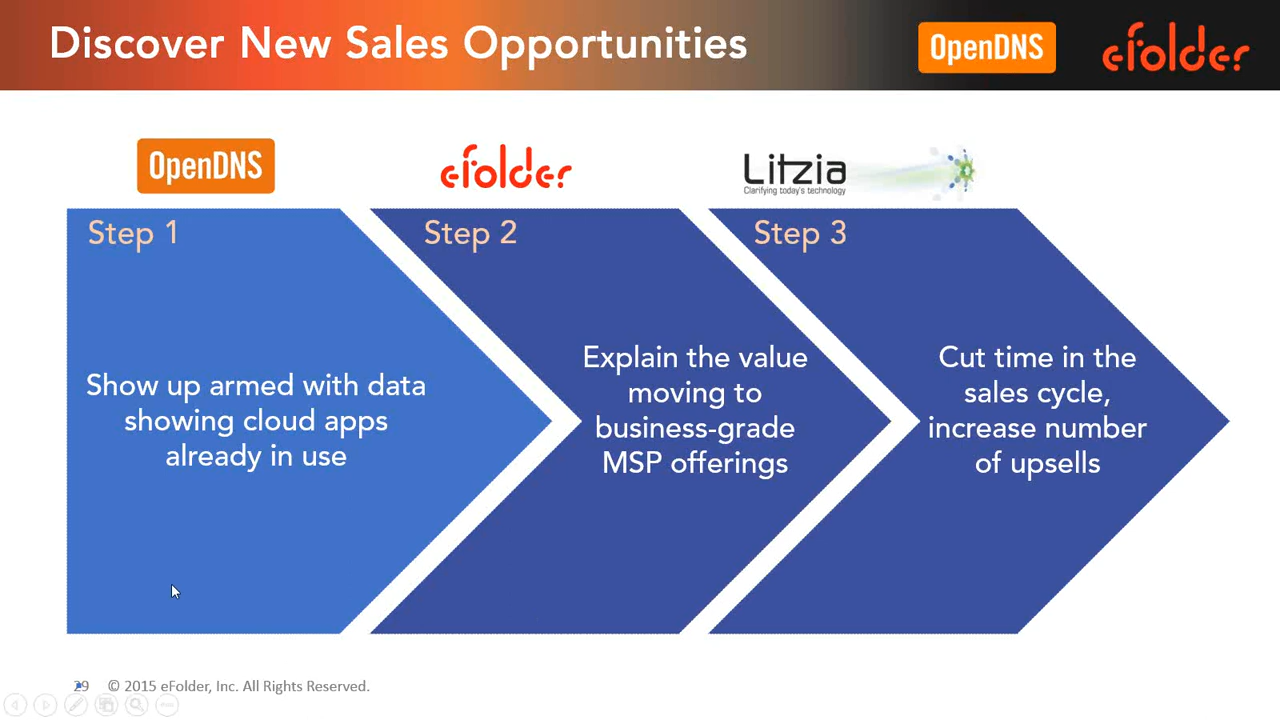 Discover New Sales Opportunities
OpenDNS
eFolder
OpenDNS
eFolder
Litzia
Clarifying today's technology
Step 1
Show up armed with data
showing cloud apps
already in use
Step 2
Explain the value
moving to
business-grade
MSP offerings
Step 3
Cut time in the
sales cycle,
increase number
of upsells
29 © 2015 eFolder, Inc. All Rights Reserved.